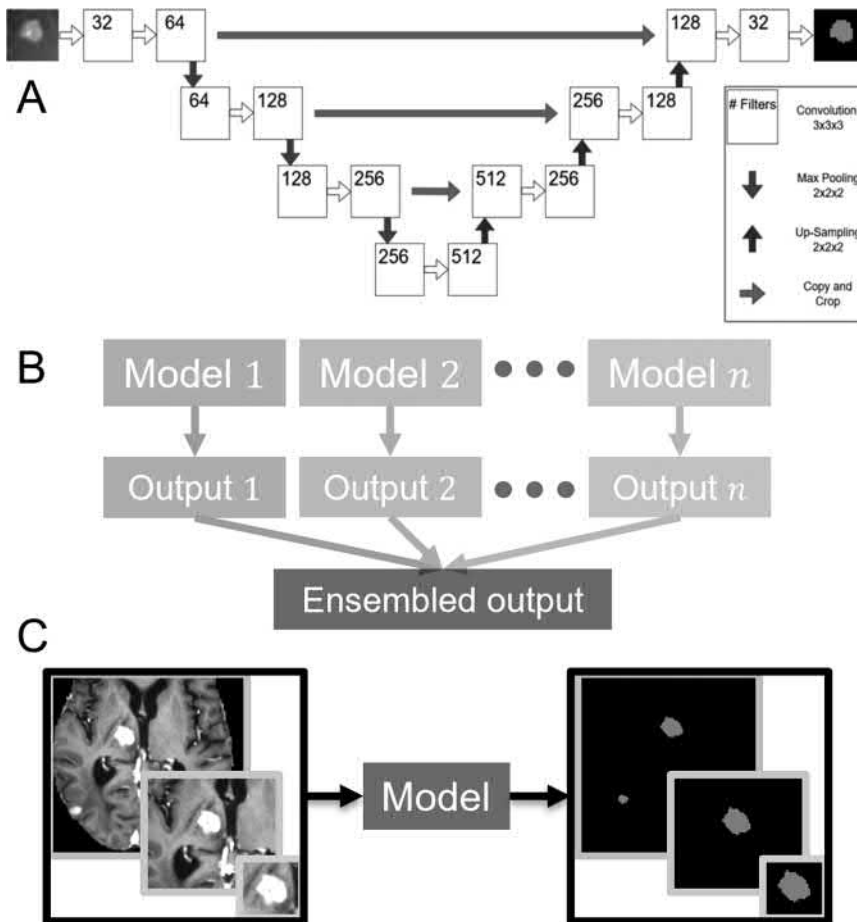 32 64 128 32
A
64 128 256 128
128 256 512 256
256 512
# Filters
Convolution
3x3x3
Max Pooling
2x2x2
Up-Sampling
2x2x2
Copy and
Crop
B
Model 1 Model 2 Model n
Output 1 Output 2 Output n
Ensembled output
C
Model